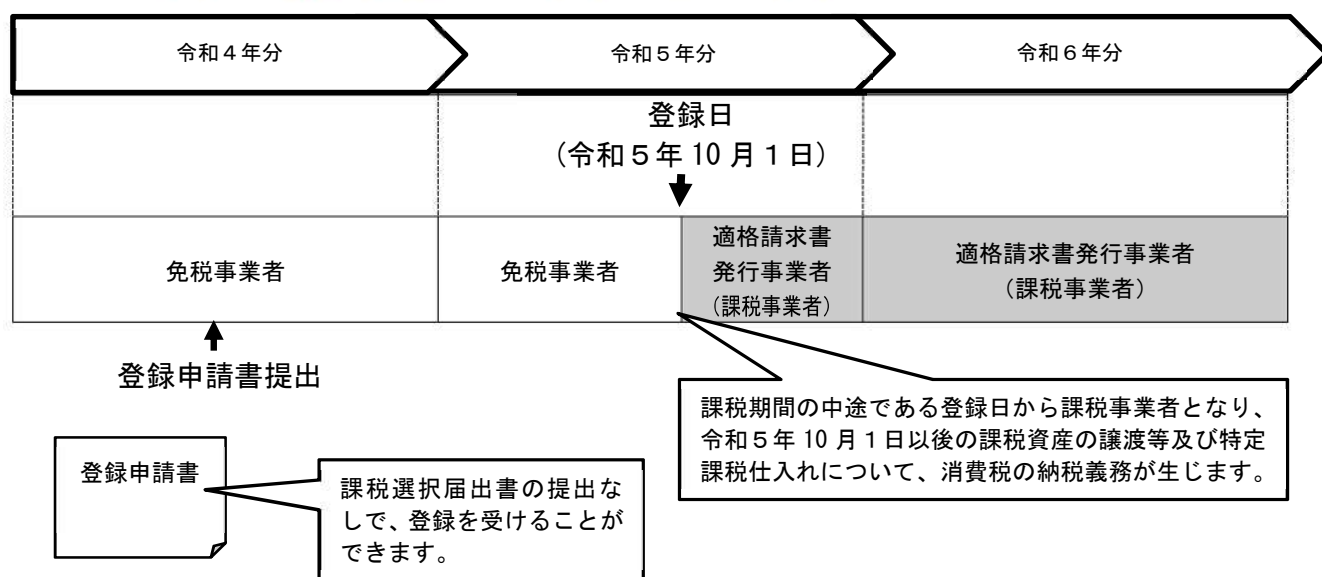 令和４年分
令和５年分
令和６年分
登録日
（令和５年 10 月１日）
免税事業者
免税事業者
適格請求書
発行事業者
（課税事業者）
適格請求書発行事業者
（課税事業者）
登録申請書提出
課税期間の中途である登録日から課税事業者となり、
令和５年 10 月１日以後の課税資産の譲渡等及び特定
課税仕入れについて、消費税の納税義務が生じます。
登録申請書
課税選択届出書の提出な
しで、登録を受けることが
できます。